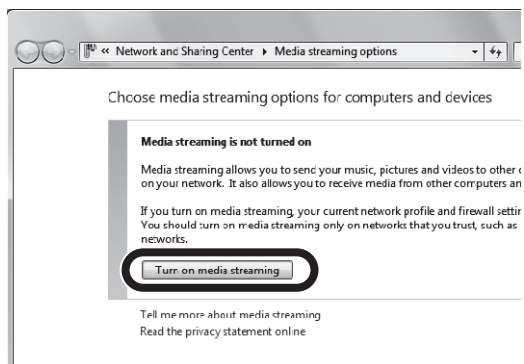 « Network and Sharing Center ▸ Media streaming options
Choose media streaming options for computers and devices
Media streaming is not turned on
Media streaming allows you to send your music, pictures and videos to other
on your network. It also allows you to receive media from other computers
If you turn on media streaming, your current network profile and firewall
You should turn on media streaming only on networks that you trust, such as
networks.
Turn on media streaming
Tell me more about media streaming
Read the privacy statement online